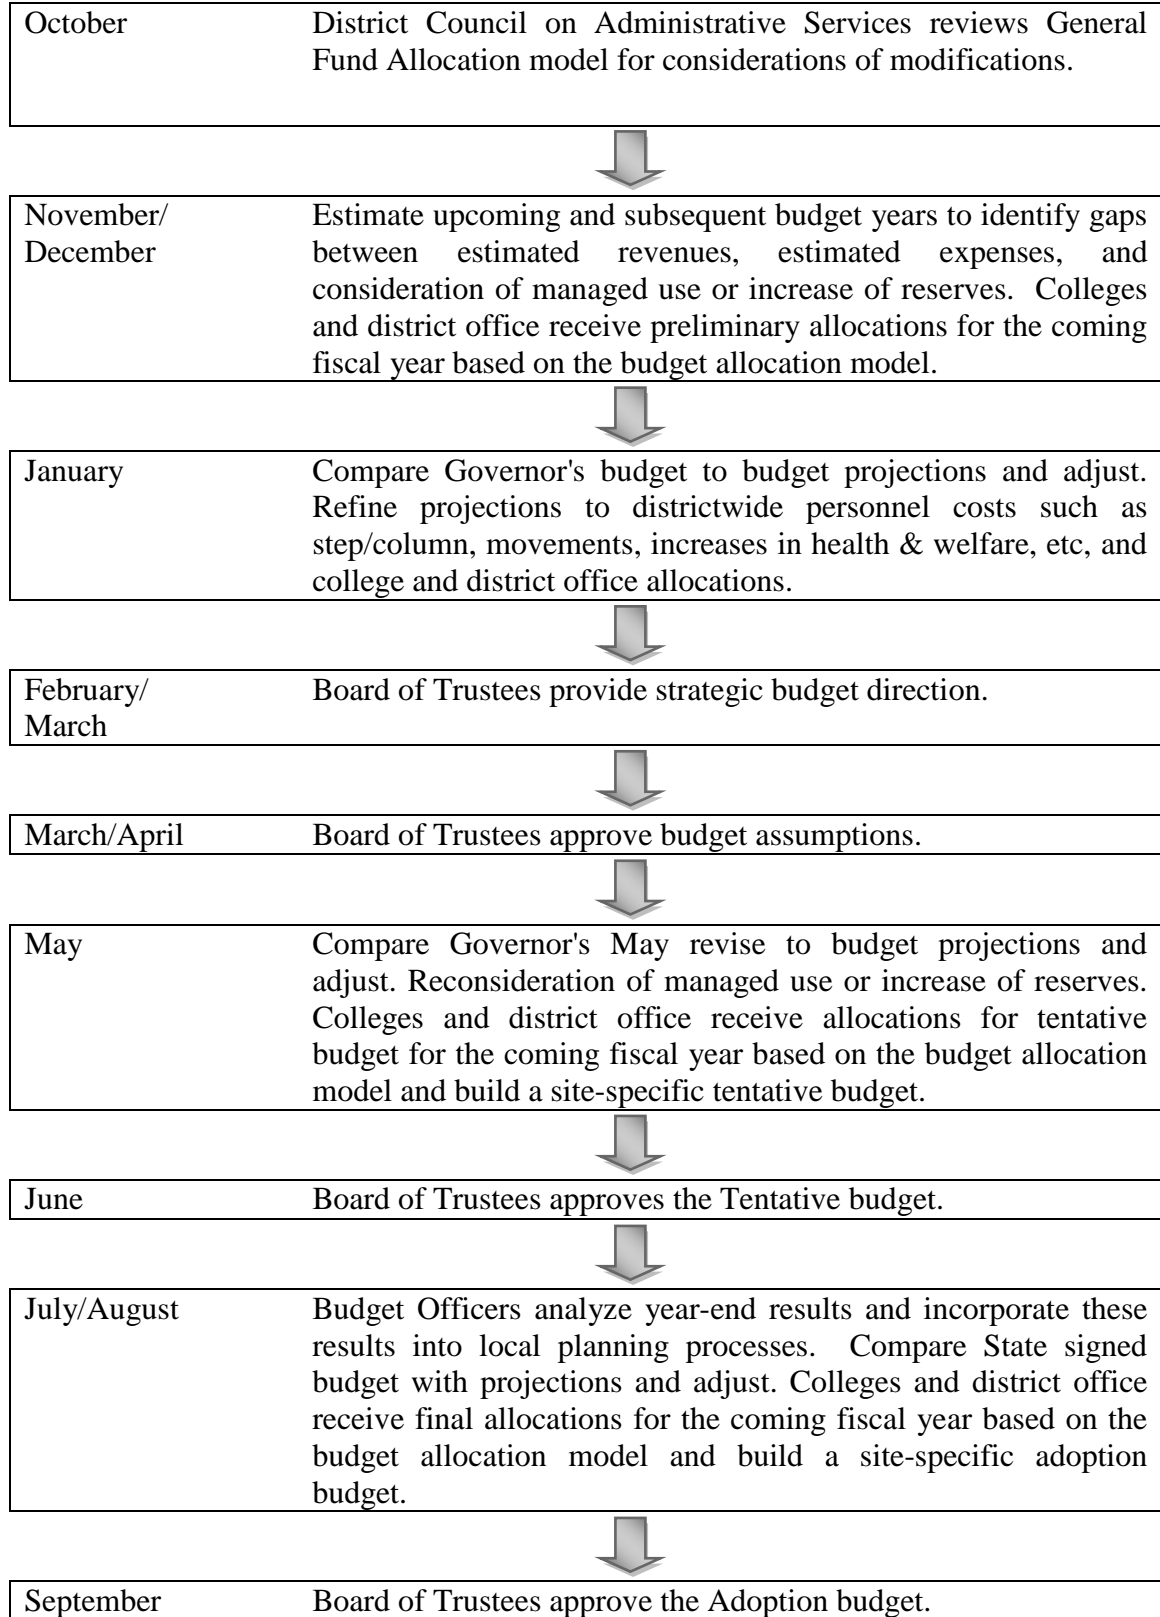 October District Council on Administrative Services reviews General
Fund Allocation model for considerations of modifications.
November/ Estimate upcoming and subsequent budget years to identify gaps
December between estimated revenues, estimated expenses, and
consideration of managed use or increase of reserves. Colleges
and district office receive preliminary allocations for the coming
fiscal year based on the budget allocation model.
January Compare Governor's budget to budget projections and adjust.
Refine projections to districtwide personnel costs such as
step/column, movements, increases in health & welfare, etc, and
college and district office allocations.
February/ Board of Trustees provide strategic budget direction.
March
March/April Board of Trustees approve budget assumptions.
May Compare Governor's May revise to budget projections and
adjust. Reconsideration of managed use or increase of reserves.
Colleges and district office receive allocations for tentative
budget for the coming fiscal year based on the budget allocation
model and build a site-specific tentative budget.
June Board of Trustees approves the Tentative budget.
July/August Budget Officers analyze year-end results and incorporate these
results into local planning processes. Compare State signed
budget with projections and adjust. Colleges and district office
receive final allocations for the coming fiscal year based on the
budget allocation model and build a site-specific adoption
budget.
September Board of Trustees approve the Adoption budget.